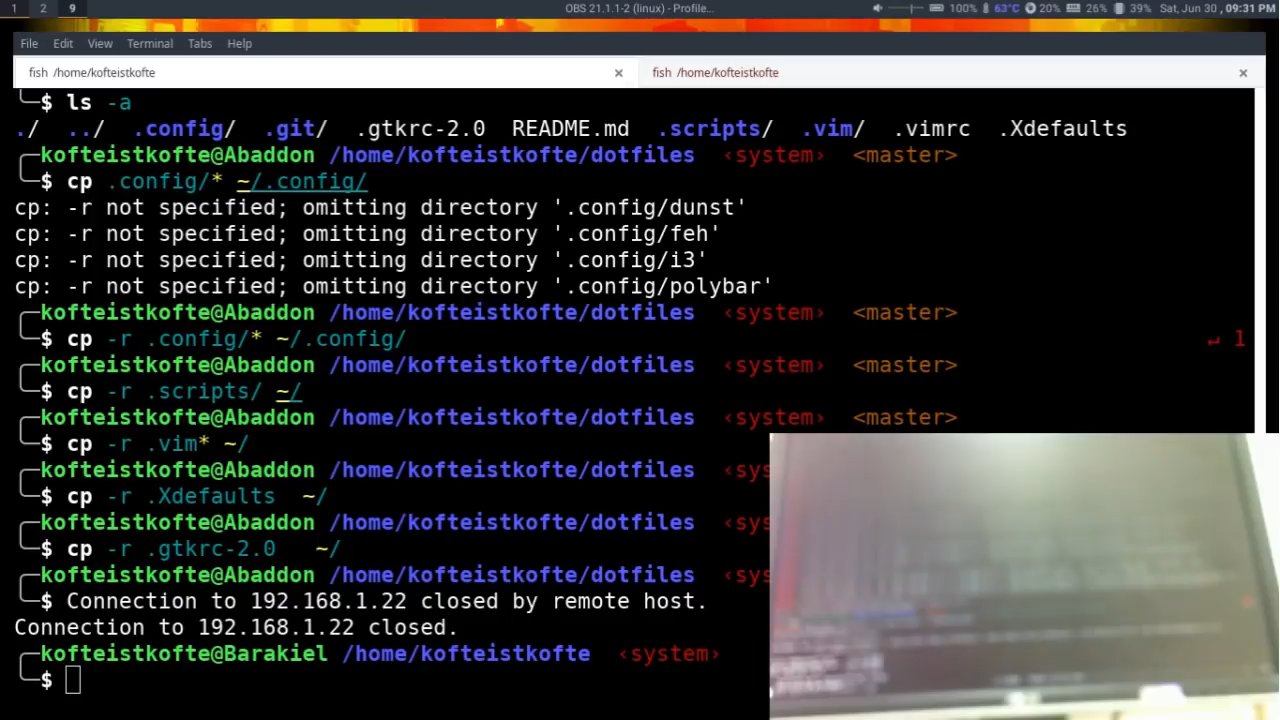 1 2 9 OBS 21.1.1-2 (linux) - Profile... 100% 63°C 20% 26% 39% Sat, Jun 30 , 09:31 PM
File Edit View Terminal Tabs Help
fish /home/kofteistkofte × fish /home/kofteistkofte ×
$ ls -a
./ ../ .config/ .git/ .gtkrc-2.0 README.md .scripts/ .vim/ .vimrc .Xdefaults
kofteistkofte@Abaddon /home/kofteistkofte/dotfiles ‹system› <master>
$ cp .config/* ~/.config/
cp: -r not specified; omitting directory '.config/dunst'
cp: -r not specified; omitting directory '.config/feh'
cp: -r not specified; omitting directory '.config/i3'
cp: -r not specified; omitting directory '.config/polybar'
kofteistkofte@Abaddon /home/kofteistkofte/dotfiles ‹system› <master>
$ cp -r .config/* ~/.config/ ↵ 1
kofteistkofte@Abaddon /home/kofteistkofte/dotfiles ‹system› <master>
$ cp -r .scripts/ ~/
kofteistkofte@Abaddon /home/kofteistkofte/dotfiles ‹system› <master>
$ cp -r .vim* ~/
kofteistkofte@Abaddon /home/kofteistkofte/dotfiles ‹sys
$ cp -r .Xdefaults ~/
kofteistkofte@Abaddon /home/kofteistkofte/dotfiles ‹sys
$ cp -r .gtkrc-2.0 ~/
kofteistkofte@Abaddon /home/kofteistkofte/dotfiles ‹sys
$ Connection to 192.168.1.22 closed by remote host.
Connection to 192.168.1.22 closed.
kofteistkofte@Barakiel /home/kofteistkofte ‹system›
$